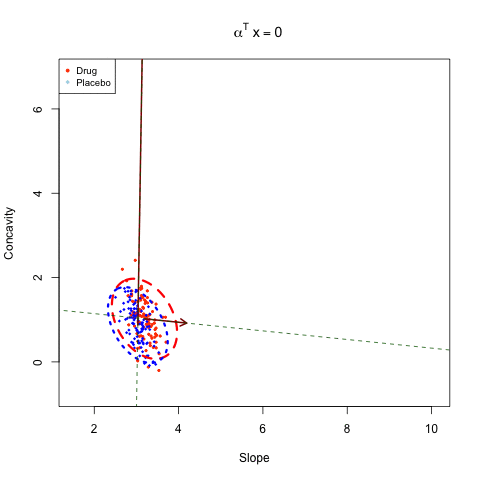 α^T x = 0
Drug
Placebo
6
4
2
0
Concavity
2 4 6 8 10
Slope